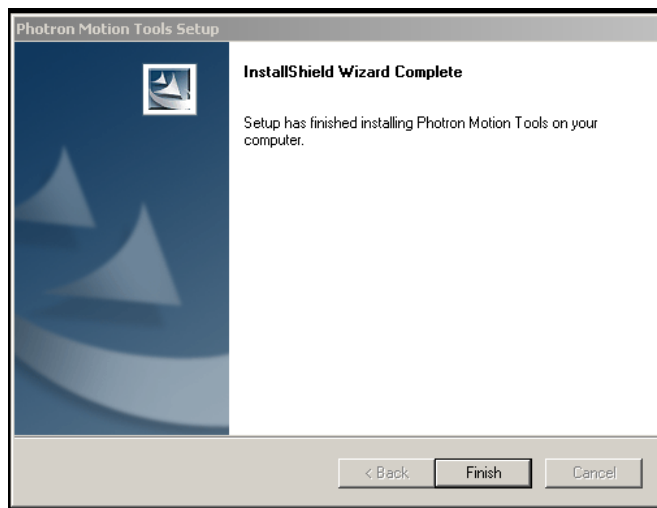 Photron Motion Tools Setup
InstallShield Wizard Complete
Setup has finished installing Photron Motion Tools on your
computer.
< Back
Finish
Cancel